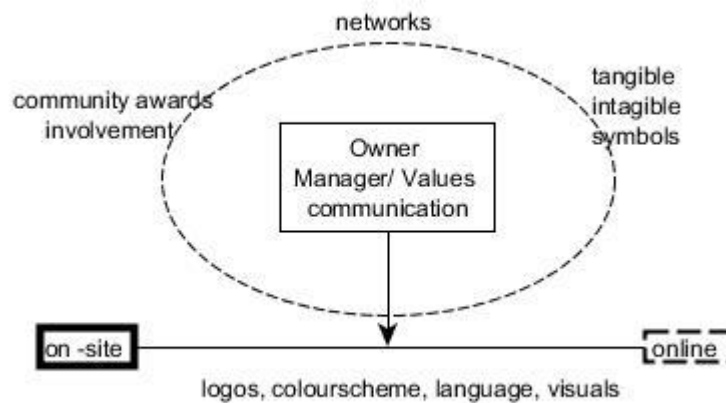 networks
community awards
involvement
tangible
intagible
symbols
Owner
Manager/ Values
communication
on -site
online
logos, colourscheme, language, visuals